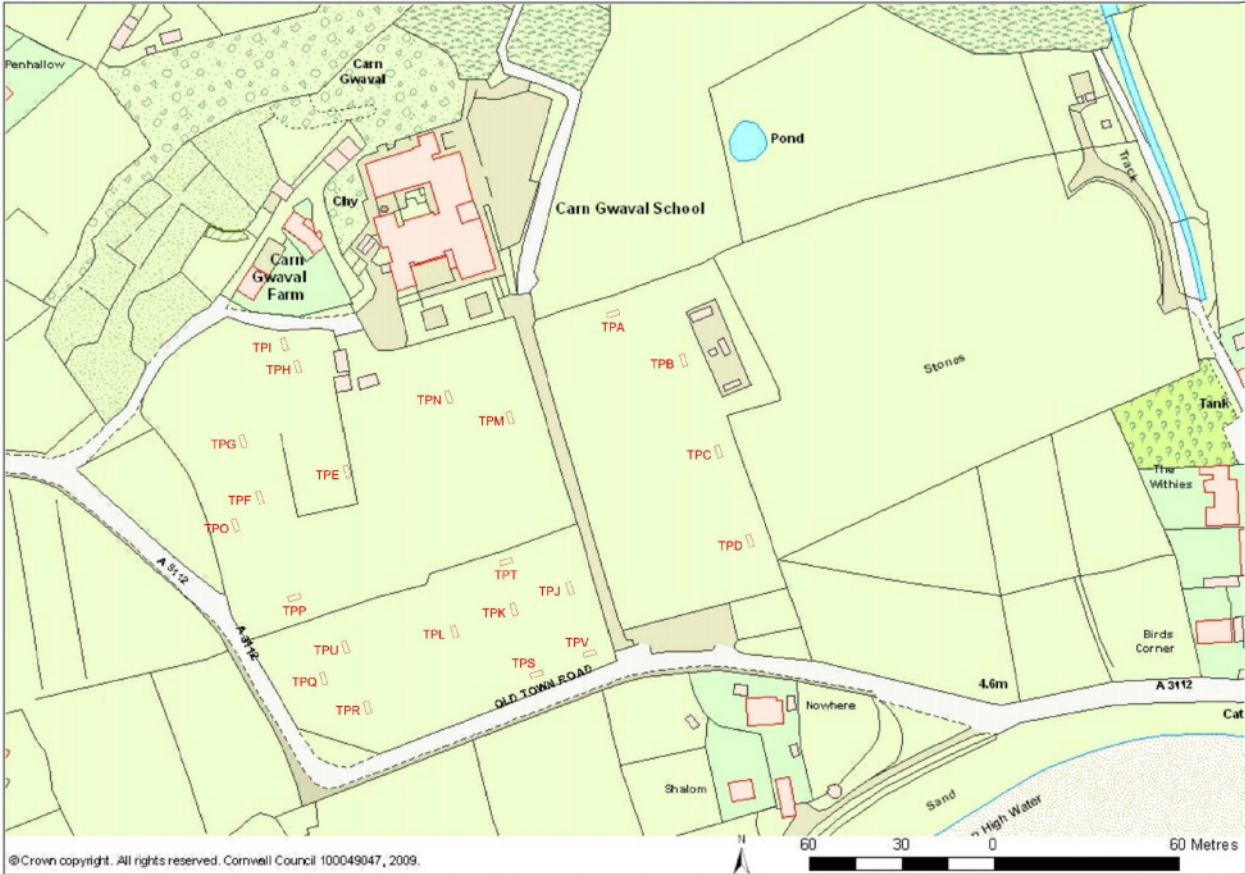 Penhallow
Carn
Gwaval
Pond
Track
Chy
Carn Gwaval School
Carn
Gwaval
Farm
TPA
TPI
TPH
TPB
Stones
TPN
TPM
Tank
TPG
TPC
TPE
The
Withies
TPF
TPO
TPD
A 3112
TPT
TPJ
TPP
TPK
A 3112
TPL
TPU
TPV
Birds
Corner
TPS
TPQ
OLD TOWN ROAD
4.6m
A 3112
TPR
Nowhere
Cat
Shalom
Sand
n High Water
N
60 30 0 60 Metres
©Crown copyright. All rights reserved. Cornwall Council 100049047, 2009.